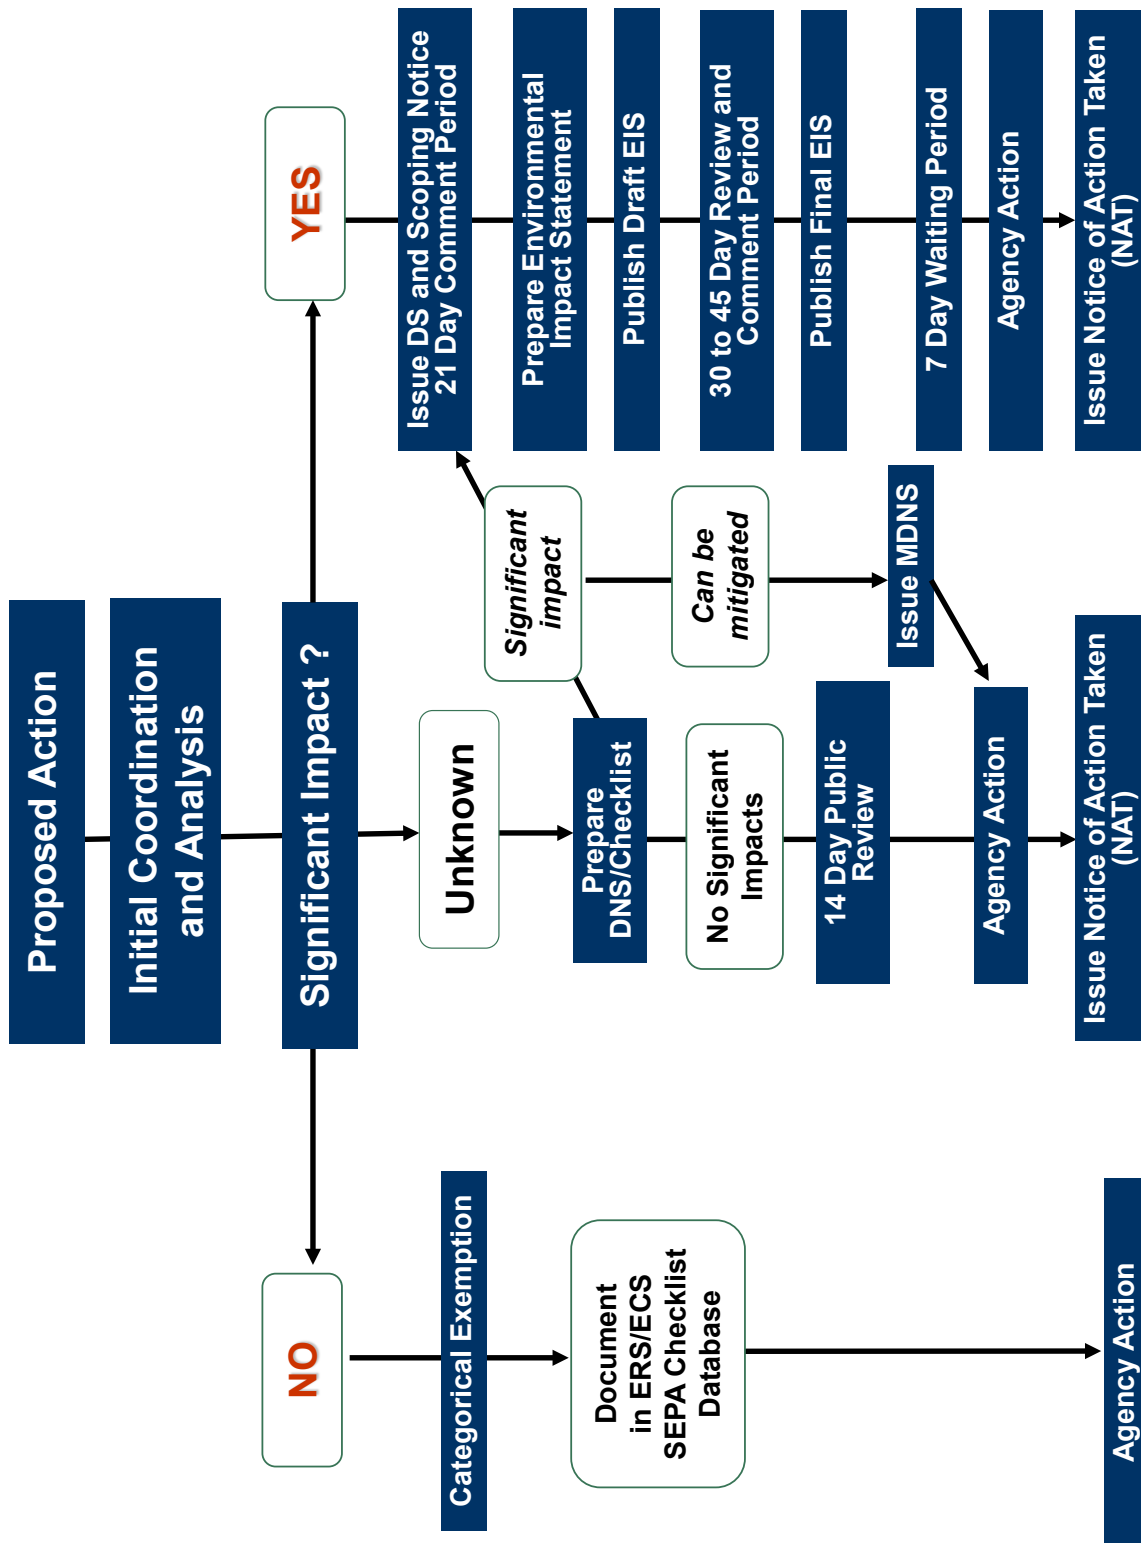 Proposed Action
Initial Coordination
and Analysis
Significant Impact ?
NO
Categorical Exemption
Document
in ERS/ECS
SEPA Checklist
Database
Agency Action
Unknown
Prepare
DNS/Checklist
No Significant
Impacts
14 Day Public
Review
Agency Action
Issue Notice of Action Taken
(NAT)
Significant
impact
Can be
mitigated
Issue MDNS
YES
Issue DS and Scoping Notice
21 Day Comment Period
Prepare Environmental
Impact Statement
Publish Draft EIS
30 to 45 Day Review and
Comment Period
Publish Final EIS
7 Day Waiting Period
Agency Action
Issue Notice of Action Taken
(NAT)